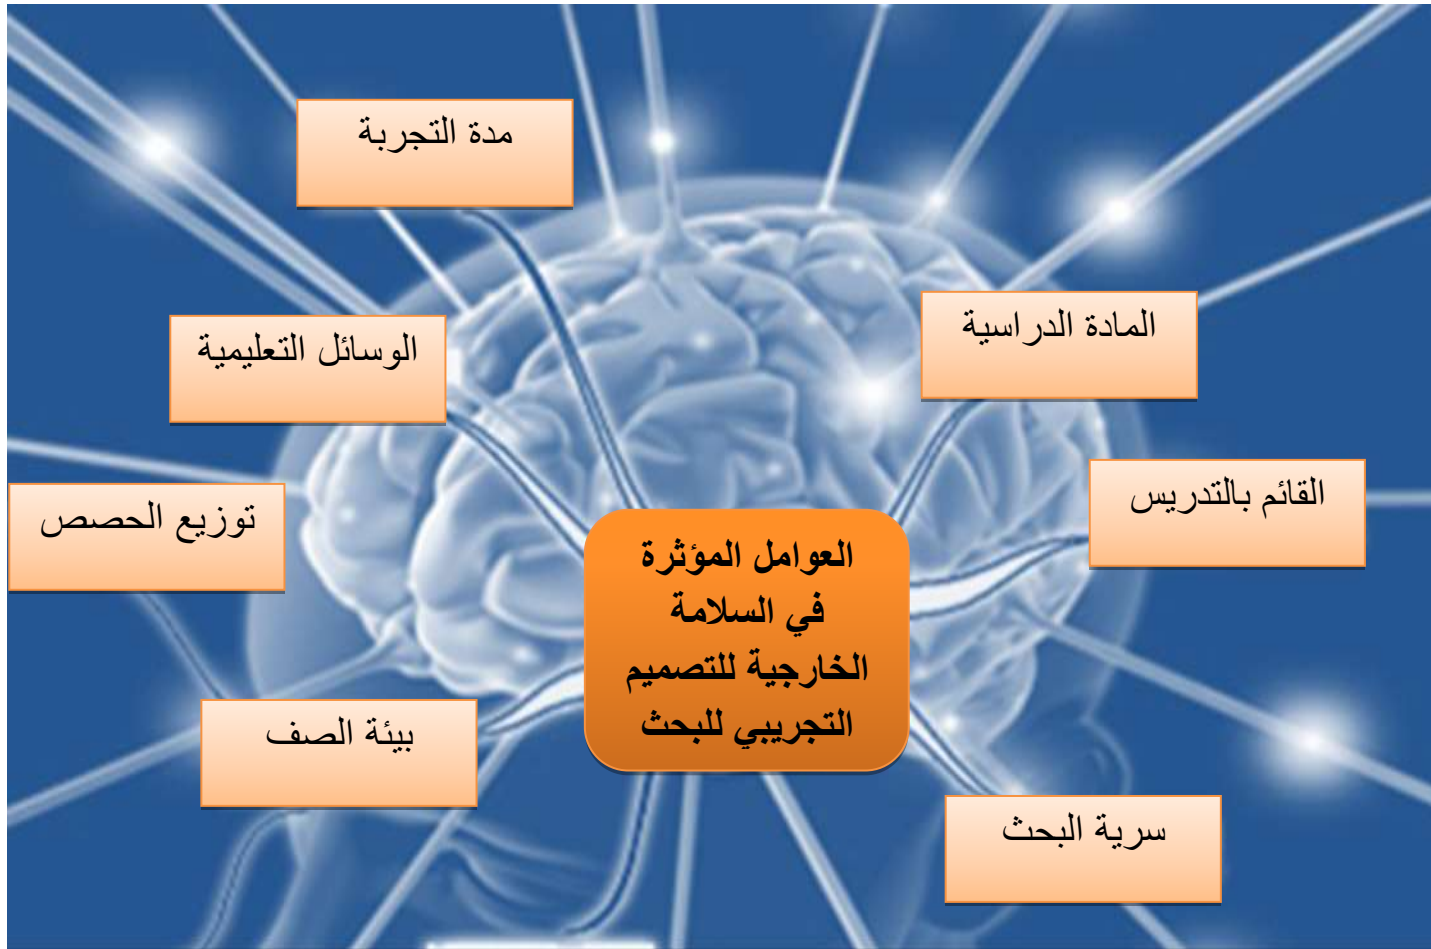 مدة التجربة
المادة الدراسية
الوسائل التعليمية
القائم بالتدريس
توزيع الحصص
العوامل المؤثرة
في السلامة
الخارجية للتصميم
التجريبي للبحث
بيئة الصف
سرية البحث